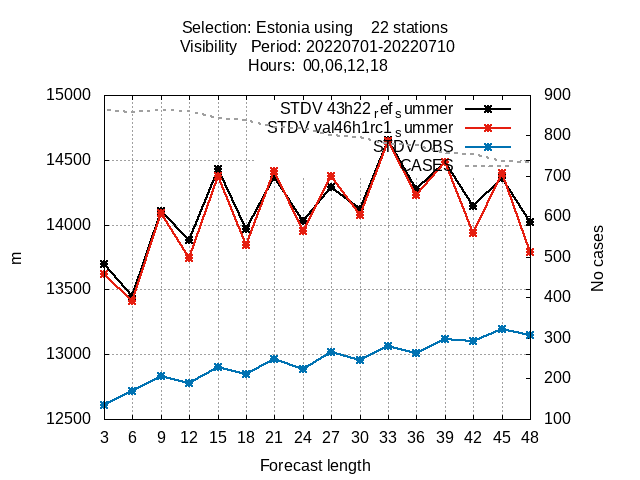 Selection: Estonia using 22 stations
Visibility Period: 20220701-20220710
Hours: 00,06,12,18
15000
14500
14000
13500
13000
12500
m
900
800
700
600
500
400
300
200
100
No cases
STDV 43h22refsummer
STDV val46h1rc1summer
STDV OBS
CASES
3 6 9 12 15 18 21 24 27 30 33 36 39 42 45 48
Forecast length